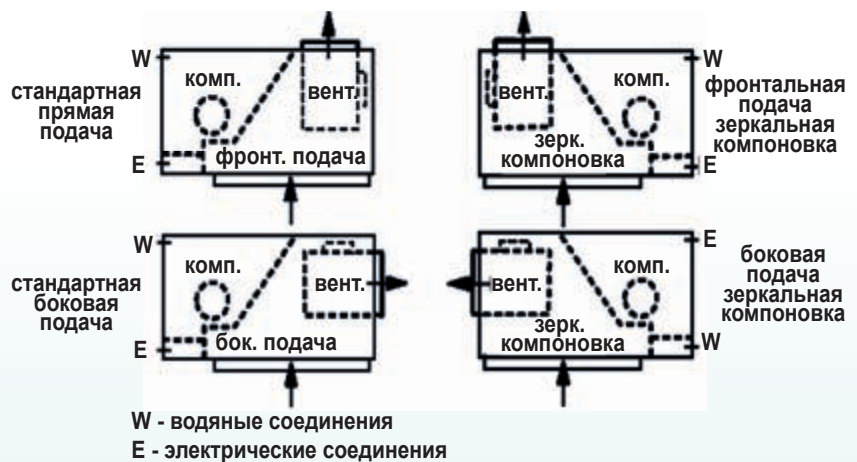 стандартная
прямая
подача
W
E
комп.
вент.
фронт. подача
комп.
вент.
зерк.
компоновка
W
E
фронтальная
подача
зеркальная
компоновка
стандартная
боковая
подача
W
E
комп.
вент.
бок. подача
комп.
вент.
зерк.
компоновка
E
W
боковая
подача
зеркальная
компоновка
W - водяные соединения
E - электрические соединения